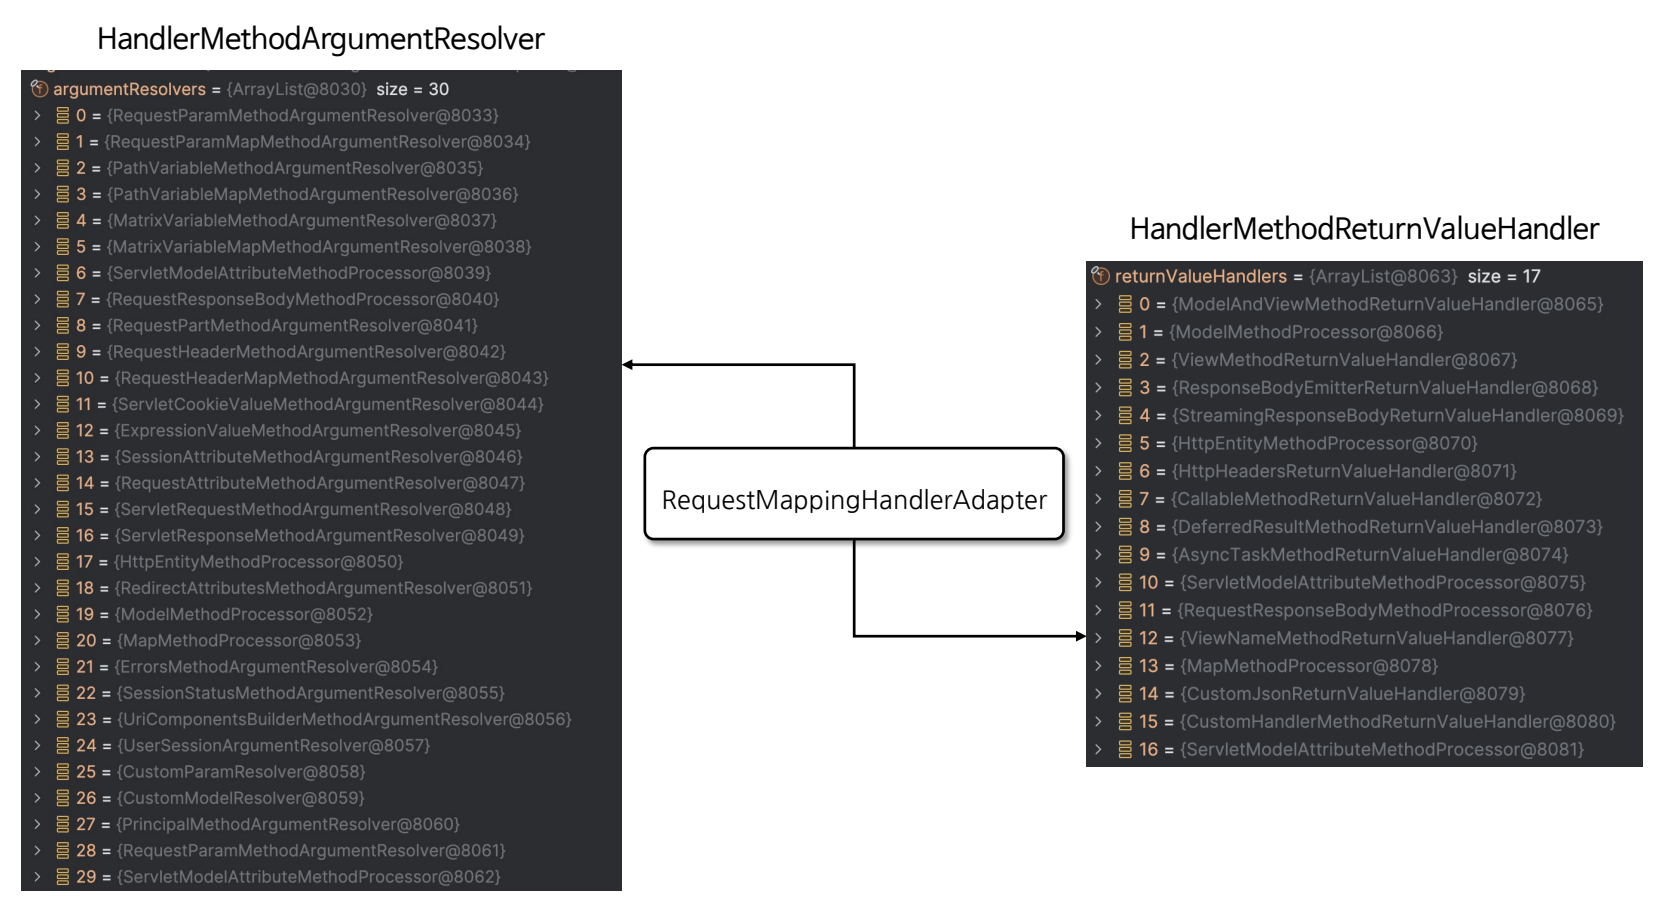 HandlerMethodArgumentResolver
argumentResolvers = {ArrayList@8030} size = 30
0 = {RequestParamMethodArgumentResolver@8033}
1 = {RequestParamMapMethodArgumentResolver@8034}
2 = {PathVariableMethodArgumentResolver@8035}
3 = {PathVariableMapMethodArgumentResolver@8036}
4 = {MatrixVariableMethodArgumentResolver@8037}
5 = {MatrixVariableMapMethodArgumentResolver@8038}
6 = {ServletModelAttributeMethodProcessor@8039}
7 = {RequestResponseBodyMethodProcessor@8040}
8 = {RequestPartMethodArgumentResolver@8041}
9 = {RequestHeaderMethodArgumentResolver@8042}
10 = {RequestHeaderMapMethodArgumentResolver@8043}
11 = {ServletCookieValueMethodArgumentResolver@8044}
12 = {ExpressionValueMethodArgumentResolver@8045}
13 = {SessionAttributeMethodArgumentResolver@8046}
14 = {RequestAttributeMethodArgumentResolver@8047}
15 = {ServletRequestMethodArgumentResolver@8048}
16 = {ServletResponseMethodArgumentResolver@8049}
17 = {HttpEntityMethodProcessor@8050}
18 = {RedirectAttributesMethodArgumentResolver@8051}
19 = {ModelMethodProcessor@8052}
20 = {MapMethodProcessor@8053}
21 = {ErrorsMethodArgumentResolver@8054}
22 = {SessionStatusMethodArgumentResolver@8055}
23 = {UriComponentsBuilderMethodArgumentResolver@8056}
24 = {UserSessionArgumentResolver@8057}
25 = {CustomParamResolver@8058}
26 = {CustomModelResolver@8059}
27 = {PrincipalMethodArgumentResolver@8060}
28 = {RequestParamMethodArgumentResolver@8061}
29 = {ServletModelAttributeMethodProcessor@8062}
RequestMappingHandlerAdapter
HandlerMethodReturnValueHandler
returnValueHandlers = {ArrayList@8063} size = 17
0 = {ModelAndViewMethodReturnValueHandler@8065}
1 = {ModelMethodProcessor@8066}
2 = {ViewMethodReturnValueHandler@8067}
3 = {ResponseBodyEmitterReturnValueHandler@8068}
4 = {StreamingResponseBodyReturnValueHandler@8069}
5 = {HttpEntityMethodProcessor@8070}
6 = {HttpHeadersReturnValueHandler@8071}
7 = {CallableMethodReturnValueHandler@8072}
8 = {DeferredResultMethodReturnValueHandler@8073}
9 = {AsyncTaskMethodReturnValueHandler@8074}
10 = {ServletModelAttributeMethodProcessor@8075}
11 = {RequestResponseBodyMethodProcessor@8076}
12 = {ViewNameMethodReturnValueHandler@8077}
13 = {MapMethodProcessor@8078}
14 = {CustomJsonReturnValueHandler@8079}
15 = {CustomHandlerMethodReturnValueHandler@8080}
16 = {ServletModelAttributeMethodProcessor@8081}